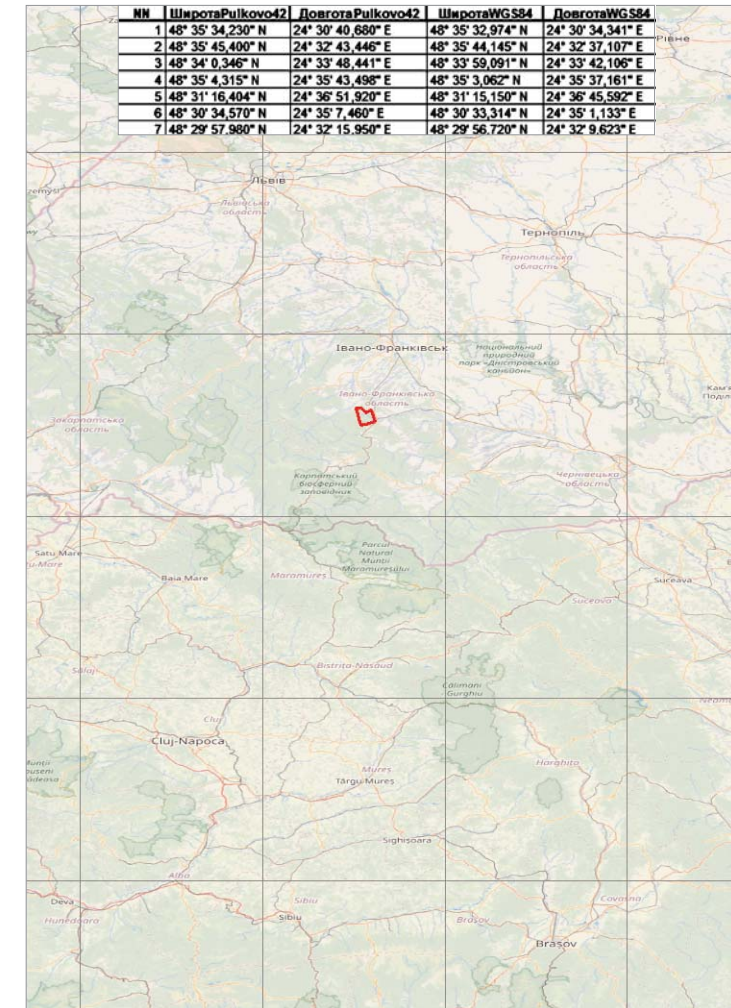 NN ШиротаPulkovo42 ДовготаPulkovo42 ШиротаWGS84 ДовготаWGS84
1 48° 35' 34,230" N 24° 30' 40,680" E 48° 35' 32,974" N 24° 30' 34,341" E
2 48° 35' 45,400" N 24° 32' 43,446" E 48° 35' 44,145" N 24° 32' 37,107" E
3 48° 34' 0,346" N 24° 33' 48,441" E 48° 33' 59,091" N 24° 33' 42,106" E
4 48° 35' 4,315" N 24° 35' 43,498" E 48° 35' 3,062" N 24° 35' 37,161" E
5 48° 31' 16,404" N 24° 36' 51,920" E 48° 31' 15,150" N 24° 36' 45,592" E
6 48° 30' 34,570" N 24° 35' 7,460" E 48° 30' 33,314" N 24° 35' 1,133" E
7 48° 29' 57.980" N 24° 32' 15.950" E 48° 29' 56.720" N 24° 32' 9.623" E
Рівне
Львів
Львівська
область
Тернопіль
Тернопільська
область
Івано-Франківськ
Національний
природний
парк «Дністровський
каньйон»
Івано-Франківська
область
Закарпатська
область
Чернівецька
область
Карпатський
біосферний
заповідник
Parcul
Natural
Munții
Maramureșului
Satu Mare
Baia Mare
Maramureș
Suceava
Suceava
Sălaj
Bistrița-Năsăud
Călimani
Gurghiu
Cluj
Cluj-Napoca
Mureș
Târgu Mureș
Harghita
Sighișoara
Alba
Deva
Hunedoara
Sibiu
Sibiu
Brașov
Covasna
Brașov